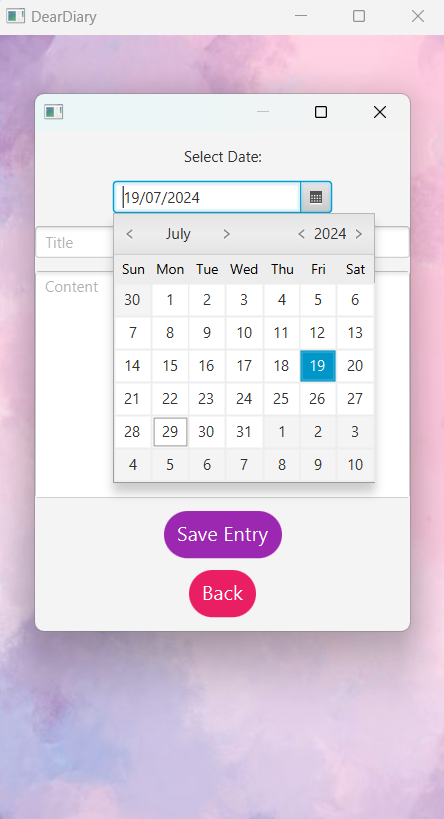 DearDiary
Select Date:
19/07/2024
Title
Content
< July > < 2024 >
Sun Mon Tue Wed Thu Fri Sat
30 1 2 3 4 5 6
7 8 9 10 11 12 13
14 15 16 17 18 19 20
21 22 23 24 25 26 27
28 29 30 31 1 2 3
4 5 6 7 8 9 10
Save Entry
Back